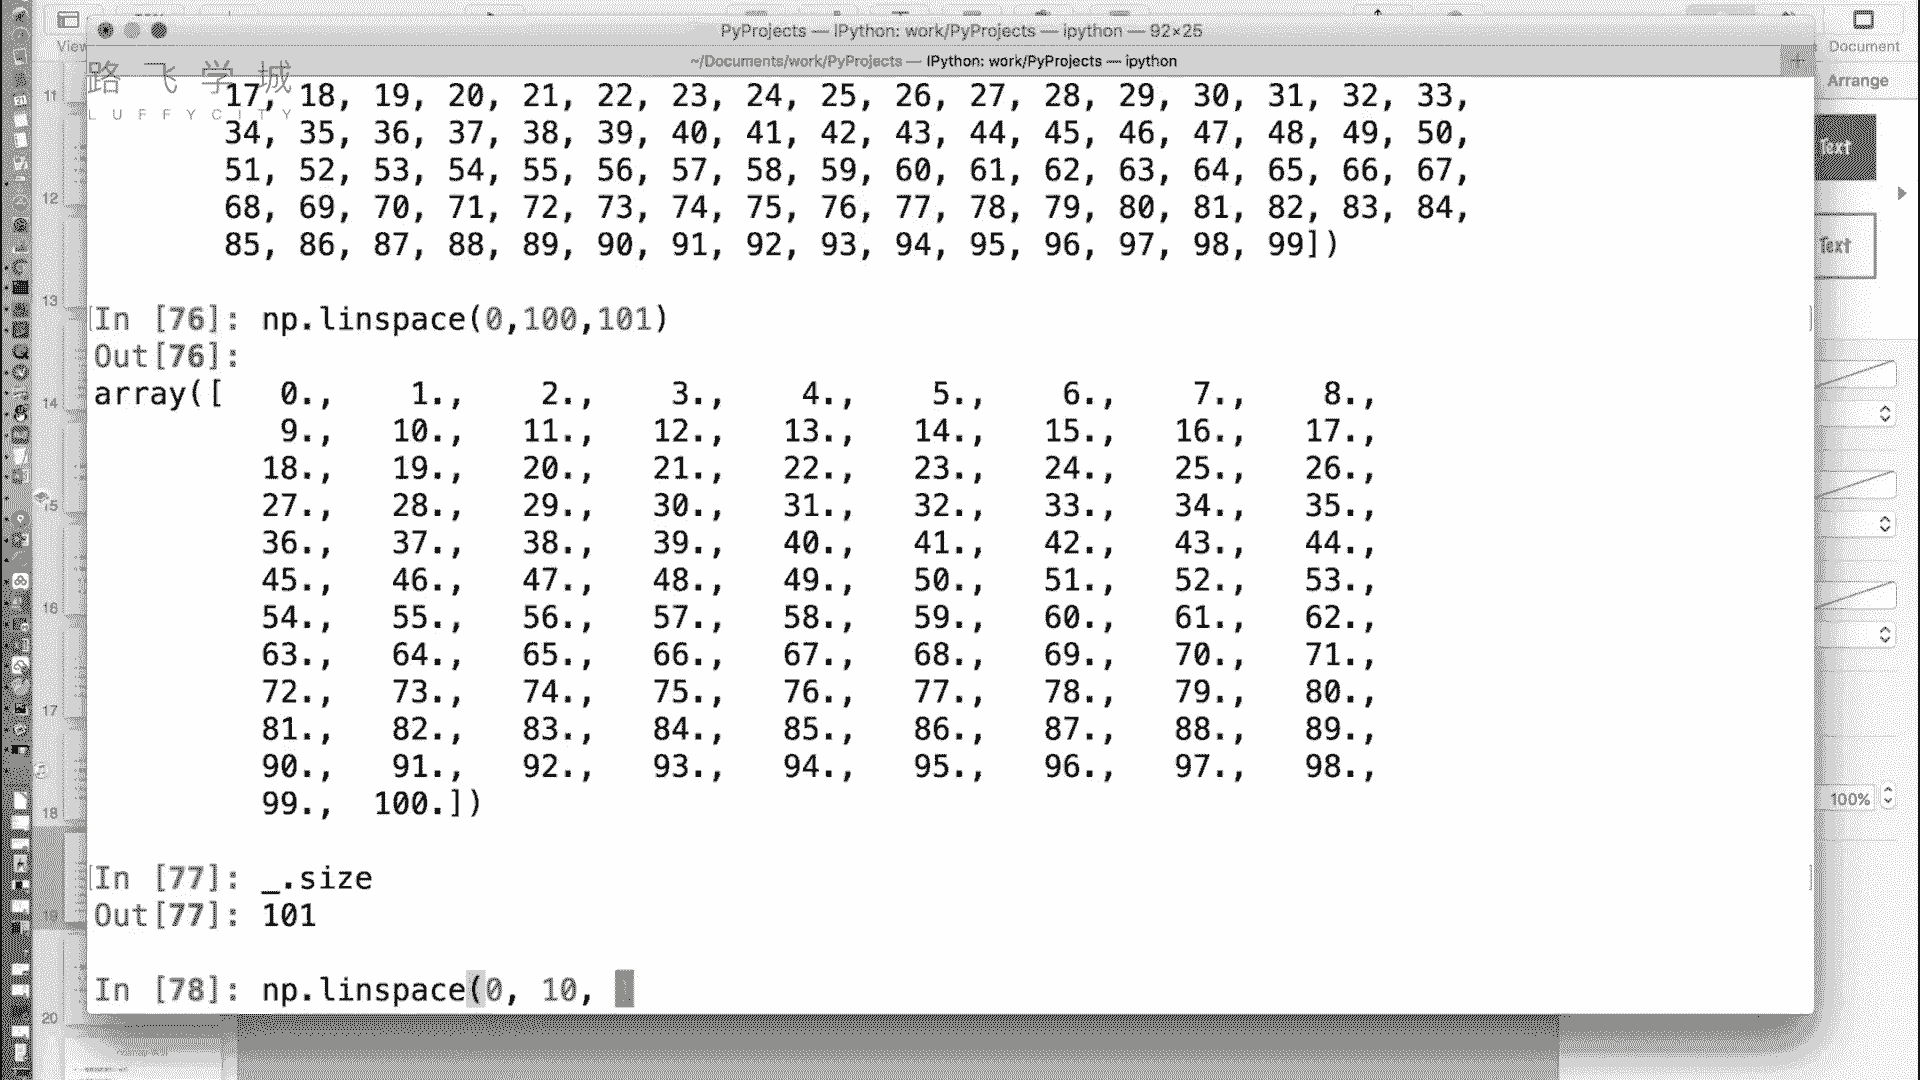 PyProjects — IPython: work/PyProjects — ipython — 92×25
View
Document
~/Documents/work/PyProjects — IPython: work/PyProjects — ipython
+
Arrange
路飞学城
LUFFYCITY
17, 18, 19, 20, 21, 22, 23, 24, 25, 26, 27, 28, 29, 30, 31, 32, 33,
34, 35, 36, 37, 38, 39, 40, 41, 42, 43, 44, 45, 46, 47, 48, 49, 50,
51, 52, 53, 54, 55, 56, 57, 58, 59, 60, 61, 62, 63, 64, 65, 66, 67,
68, 69, 70, 71, 72, 73, 74, 75, 76, 77, 78, 79, 80, 81, 82, 83, 84,
85, 86, 87, 88, 89, 90, 91, 92, 93, 94, 95, 96, 97, 98, 99])
In [76]: np.linspace(0,100,101)
Out[76]:
array([   0.,    1.,    2.,    3.,    4.,    5.,    6.,    7.,    8.,
9.,   10.,   11.,   12.,   13.,   14.,   15.,   16.,   17.,
18.,   19.,   20.,   21.,   22.,   23.,   24.,   25.,   26.,
27.,   28.,   29.,   30.,   31.,   32.,   33.,   34.,   35.,
36.,   37.,   38.,   39.,   40.,   41.,   42.,   43.,   44.,
45.,   46.,   47.,   48.,   49.,   50.,   51.,   52.,   53.,
54.,   55.,   56.,   57.,   58.,   59.,   60.,   61.,   62.,
63.,   64.,   65.,   66.,   67.,   68.,   69.,   70.,   71.,
72.,   73.,   74.,   75.,   76.,   77.,   78.,   79.,   80.,
81.,   82.,   83.,   84.,   85.,   86.,   87.,   88.,   89.,
90.,   91.,   92.,   93.,   94.,   95.,   96.,   97.,   98.,
99.,  100.])
In [77]: _.size
Out[77]: 101
In [78]: np.linspace(0, 10,
11
12
13
14
15
16
17
18
19
20
Text
Text
100%